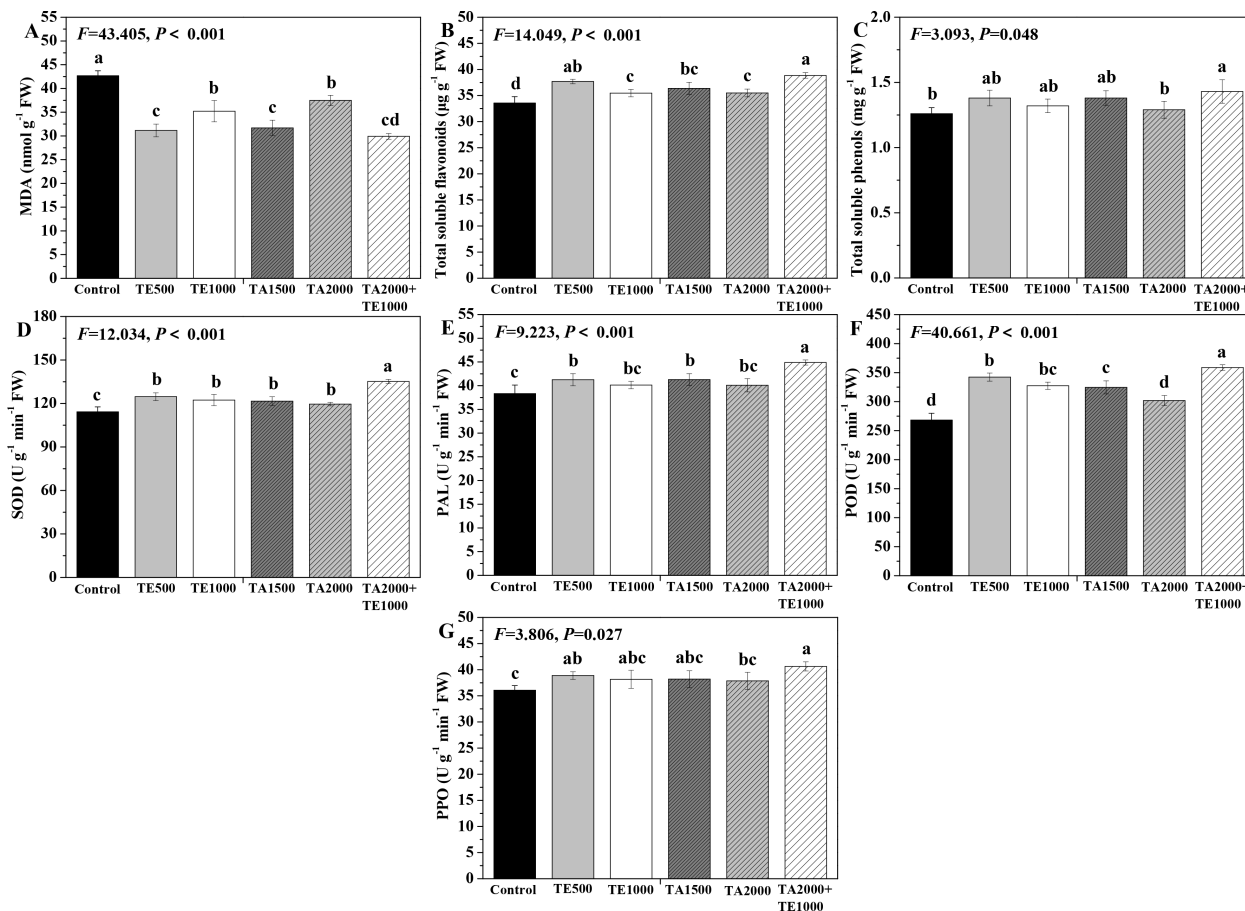 A
F=43.405, P< 0.001
a
c
b
c
b
cd
MDA (nmol g-1 FW)
55
50
45
40
35
30
25
20
15
10
5
0
Control TE500 TE1000 TA1500 TA2000 TA2000+
TE1000
B
F=14.049, P< 0.001
d
ab
c
bc
c
a
Total soluble flavonoids (µg g-1 FW)
50
45
40
35
30
25
20
15
10
5
0
Control TE500 TE1000 TA1500 TA2000 TA2000+
TE1000
C
F=3.093, P=0.048
b
ab
ab
ab
b
a
Total soluble phenols (mg g-1 FW)
2.0
1.5
1.0
0.5
0.0
Control TE500 TE1000 TA1500 TA2000 TA2000+
TE1000
D
F=12.034, P< 0.001
c
b
b
b
b
a
SOD (U g-1 min-1 FW)
180
150
120
90
60
30
0
Control TE500 TE1000 TA1500 TA2000 TA2000+
TE1000
E
F=9.223, P< 0.001
c
b
bc
b
bc
a
PAL (U g-1 min-1 FW)
55
50
45
40
35
30
25
20
15
10
5
0
Control TE500 TE1000 TA1500 TA2000 TA2000+
TE1000
F
F=40.661, P< 0.001
d
b
bc
c
d
a
POD (U g-1 min-1 FW)
450
400
350
300
250
200
150
100
50
0
Control TE500 TE1000 TA1500 TA2000 TA2000+
TE1000
G
F=3.806, P=0.027
c
ab
abc
abc
bc
a
PPO (U g-1 min-1 FW)
50
45
40
35
30
25
20
15
10
5
0
Control TE500 TE1000 TA1500 TA2000 TA2000+
TE1000